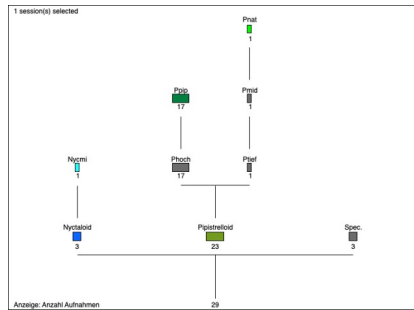 1 session(s) selected
Pnat
1
Ppip
17
Pmid
1
Nycmi
1
Phoch
17
Ptief
1
Nyctaloid
3
Pipistrelloid
23
Spec.
3
Anzeige: Anzahl Aufnahmen
29